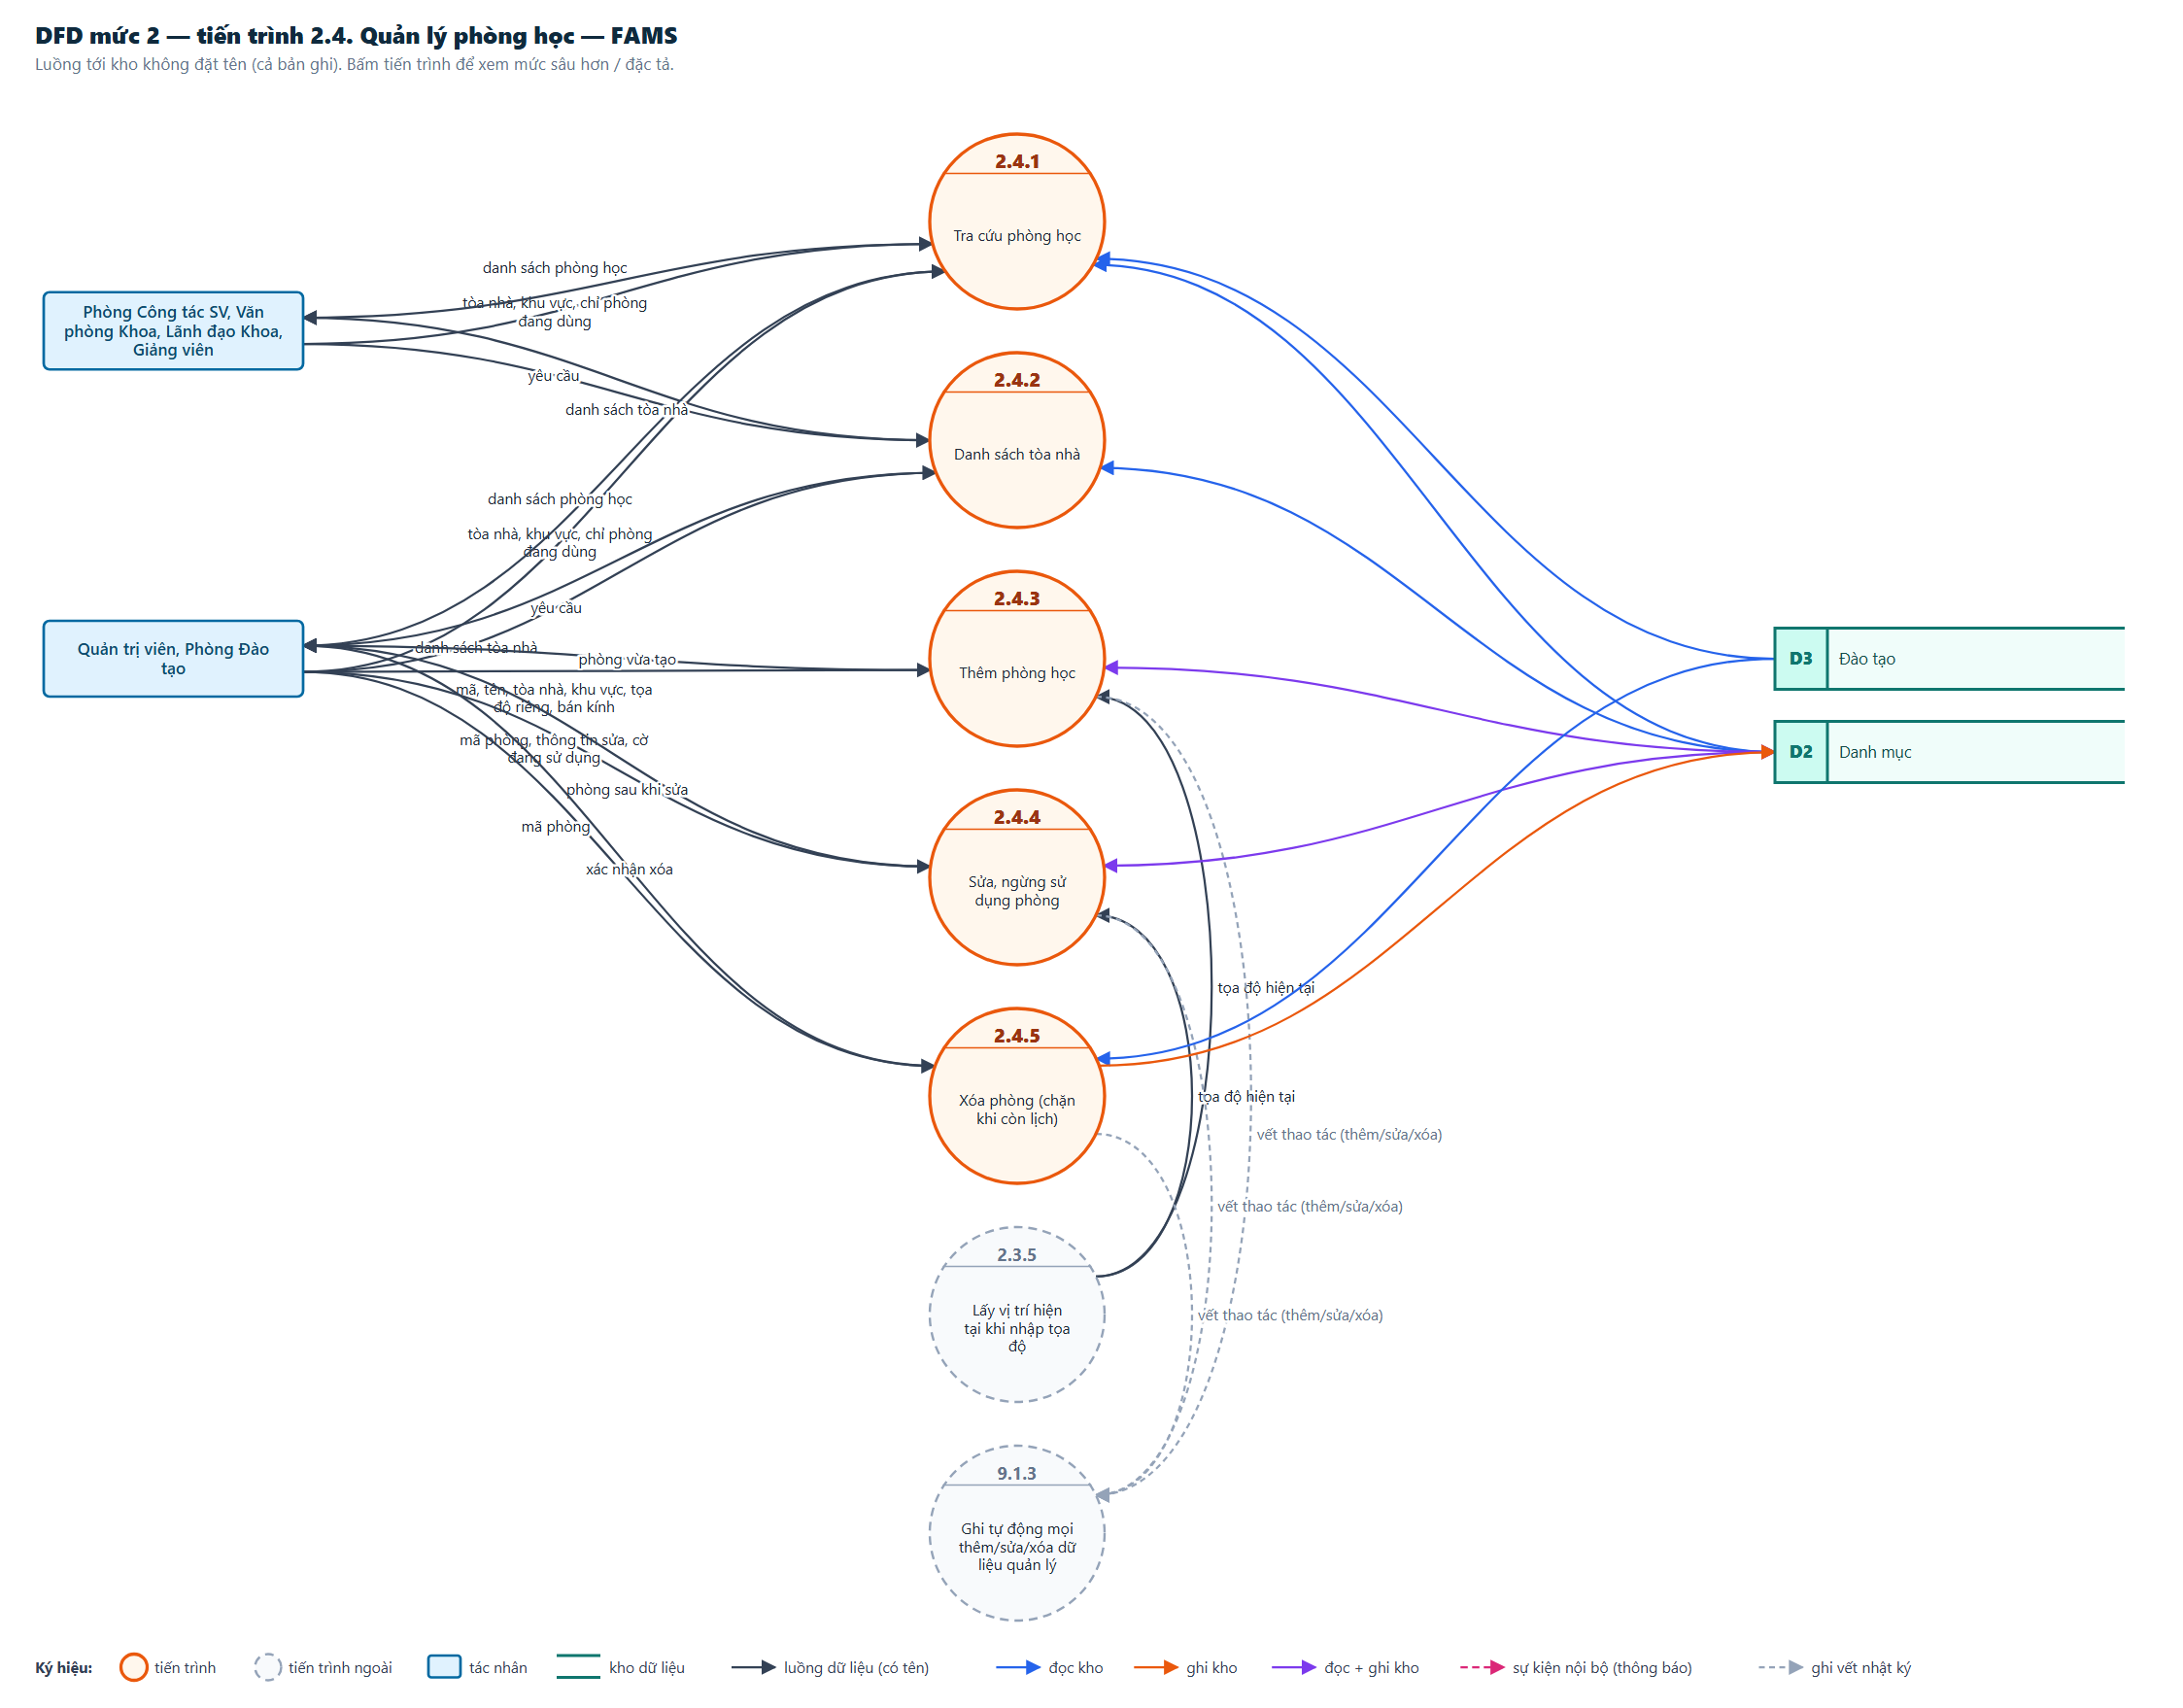 DFD mức 2 — tiến trình 2.4. Quản lý phòng học — FAMS
Luồng tới kho không đặt tên (cả bản ghi). Bấm tiến trình để xem mức sâu hơn / đặc tả.
2.4.1
Tra cứu phòng học
danh sách phòng học
tòa nhà, khu vực, chỉ phòng
đang dùng
Phòng Công tác SV, Văn
phòng Khoa, Lãnh đạo Khoa,
Giảng viên
yêu cầu
danh sách tòa nhà
2.4.2
Danh sách tòa nhà
danh sách phòng học
tòa nhà, khu vực, chỉ phòng
đang dùng
yêu cầu
danh sách tòa nhà
Quản trị viên, Phòng Đào
tạo
phòng vừa tạo
mã, tên, tòa nhà, khu vực, tọa
độ riêng, bán kính
mã phòng, thông tin sửa, cờ
đang sử dụng
phòng sau khi sửa
mã phòng
xác nhận xóa
2.4.3
Thêm phòng học
D3
Đào tạo
D2
Danh mục
2.4.4
Sửa, ngừng sử
dụng phòng
tọa độ hiện tại
2.4.5
Xóa phòng (chặn
khi còn lịch)
tọa độ hiện tại
vết thao tác (thêm/sửa/xóa)
vết thao tác (thêm/sửa/xóa)
2.3.5
Lấy vị trí hiện
tại khi nhập tọa
độ
vết thao tác (thêm/sửa/xóa)
9.1.3
Ghi tự động mọi
thêm/sửa/xóa dữ
liệu quản lý
Ký hiệu:
tiến trình
tiến trình ngoài
tác nhân
kho dữ liệu
luồng dữ liệu (có tên)
đọc kho
ghi kho
đọc + ghi kho
sự kiện nội bộ (thông báo)
ghi vết nhật ký